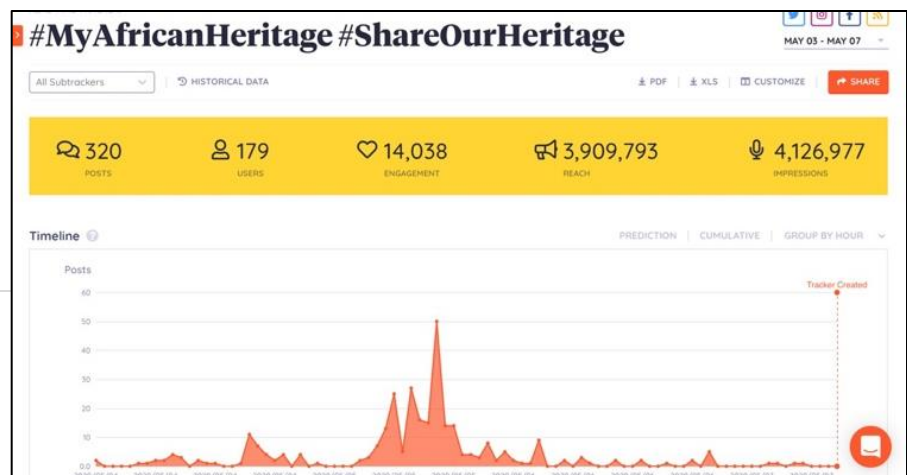 #MyAfricanHeritage #ShareOurHeritage
MAY 03 - MAY 07
All Subtrackers
HISTORICAL DATA
PDF
XLS
CUSTOMIZE
SHARE
320
POSTS
179
USERS
14,038
ENGAGEMENT
3,909,793
REACH
4,126,977
IMPRESSIONS
Timeline
PREDICTION
CUMULATIVE
GROUP BY HOUR
Posts
Tracker Created
60
50
40
30
20
10
0.0